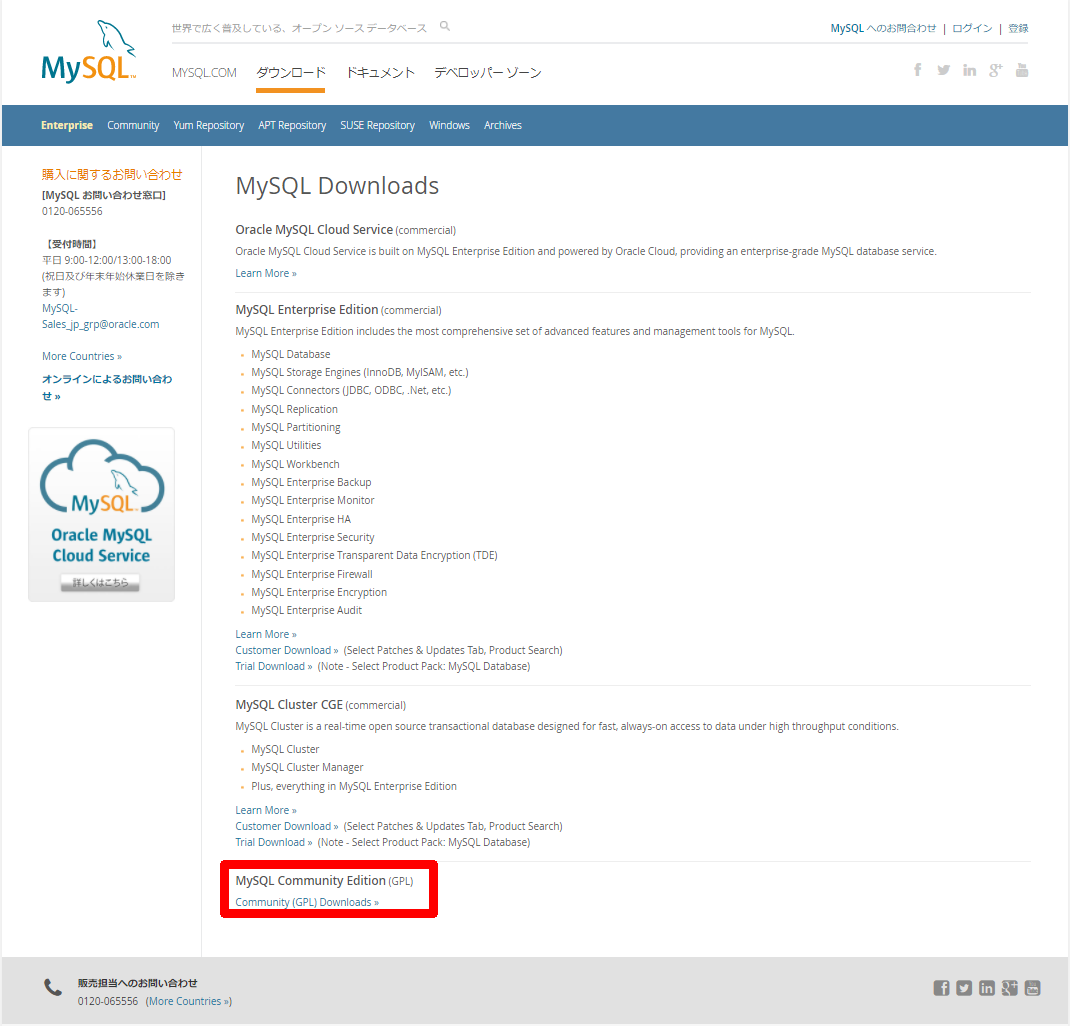 MySQL™
世界で広く普及している、オープン ソース データベース
MySQL へのお問合わせ | ログイン | 登録
MYSQL.COM ダウンロード ドキュメント デベロッパー ゾーン
Enterprise Community Yum Repository APT Repository SUSE Repository Windows Archives
購入に関するお問い合わせ
[MySQL お問い合わせ窓口]
0120-065556
【受付時間】
平日 9:00-12:00/13:00-18:00
(祝日及び年末年始休業日を除き
ます)
MySQL-
Sales_jp_grp@oracle.com
More Countries »
オンラインによるお問い合わ
せ »
MySQL™
Oracle MySQL
Cloud Service
詳しくはこちら
MySQL Downloads
Oracle MySQL Cloud Service (commercial)
Oracle MySQL Cloud Service is built on MySQL Enterprise Edition and powered by Oracle Cloud, providing an enterprise-grade MySQL database service.
Learn More »
MySQL Enterprise Edition (commercial)
MySQL Enterprise Edition includes the most comprehensive set of advanced features and management tools for MySQL.
MySQL Database
MySQL Storage Engines (InnoDB, MyISAM, etc.)
MySQL Connectors (JDBC, ODBC, .Net, etc.)
MySQL Replication
MySQL Partitioning
MySQL Utilities
MySQL Workbench
MySQL Enterprise Backup
MySQL Enterprise Monitor
MySQL Enterprise HA
MySQL Enterprise Security
MySQL Enterprise Transparent Data Encryption (TDE)
MySQL Enterprise Firewall
MySQL Enterprise Encryption
MySQL Enterprise Audit
Learn More »
Customer Download » (Select Patches & Updates Tab, Product Search)
Trial Download » (Note - Select Product Pack: MySQL Database)
MySQL Cluster CGE (commercial)
MySQL Cluster is a real-time open source transactional database designed for fast, always-on access to data under high throughput conditions.
MySQL Cluster
MySQL Cluster Manager
Plus, everything in MySQL Enterprise Edition
Learn More »
Customer Download » (Select Patches & Updates Tab, Product Search)
Trial Download » (Note - Select Product Pack: MySQL Database)
MySQL Community Edition (GPL)
Community (GPL) Downloads »
販売担当へのお問い合わせ
0120-065556 (More Countries »)